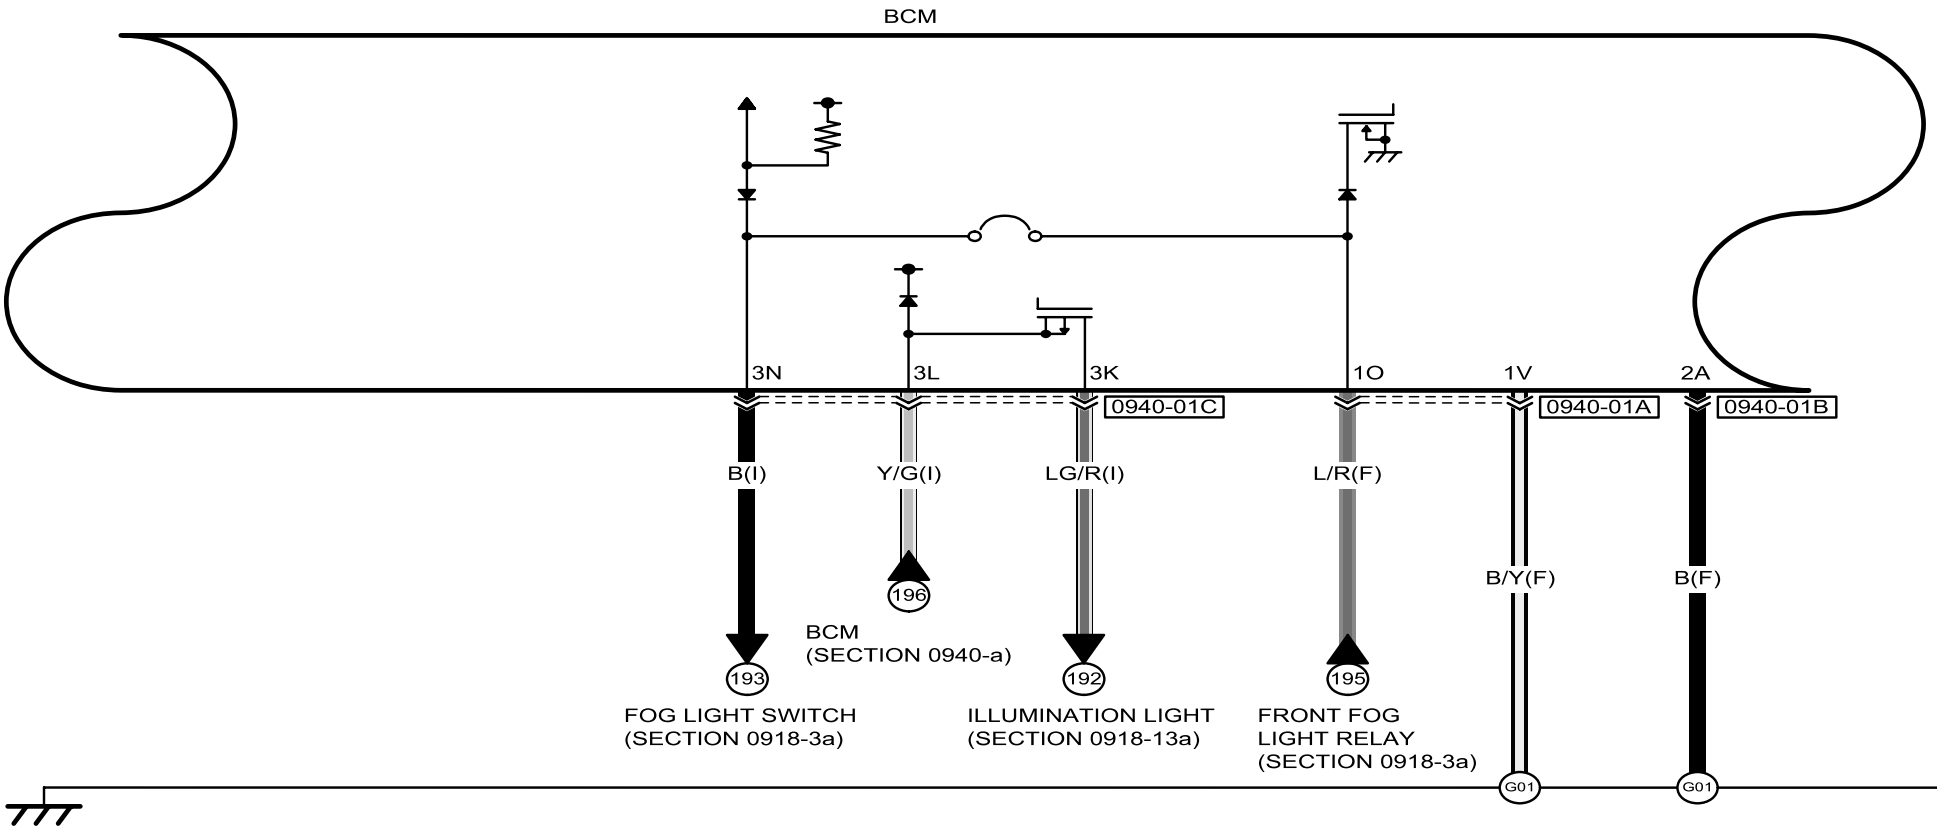 BCM
3N
3L
3K
1O
1V
2A
0940-01C
0940-01A
0940-01B
B(I)
Y/G(I)
LG/R(I)
L/R(F)
B/Y(F)
B(F)
196
BCM
(SECTION 0940-a)
193
FOG LIGHT SWITCH
(SECTION 0918-3a)
192
ILLUMINATION LIGHT
(SECTION 0918-13a)
195
FRONT FOG
LIGHT RELAY
(SECTION 0918-3a)
G01
G01